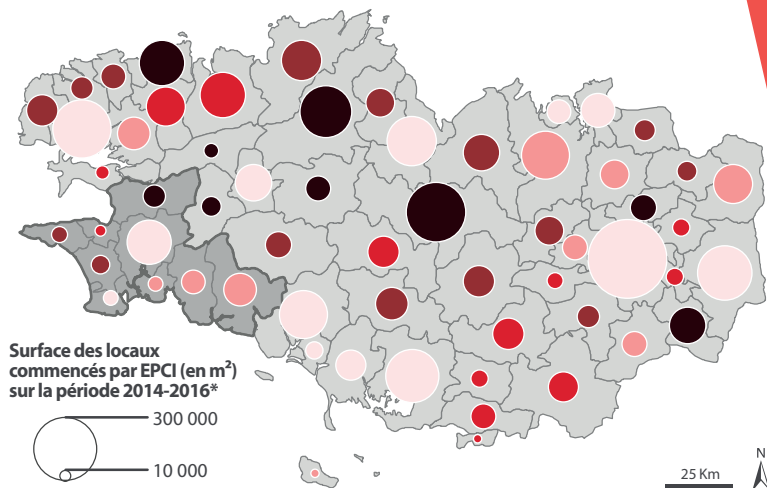 Surface des locaux
commencés par EPCI (en m²)
sur la période 2014-2016*
300 000
10 000
25 Km
N